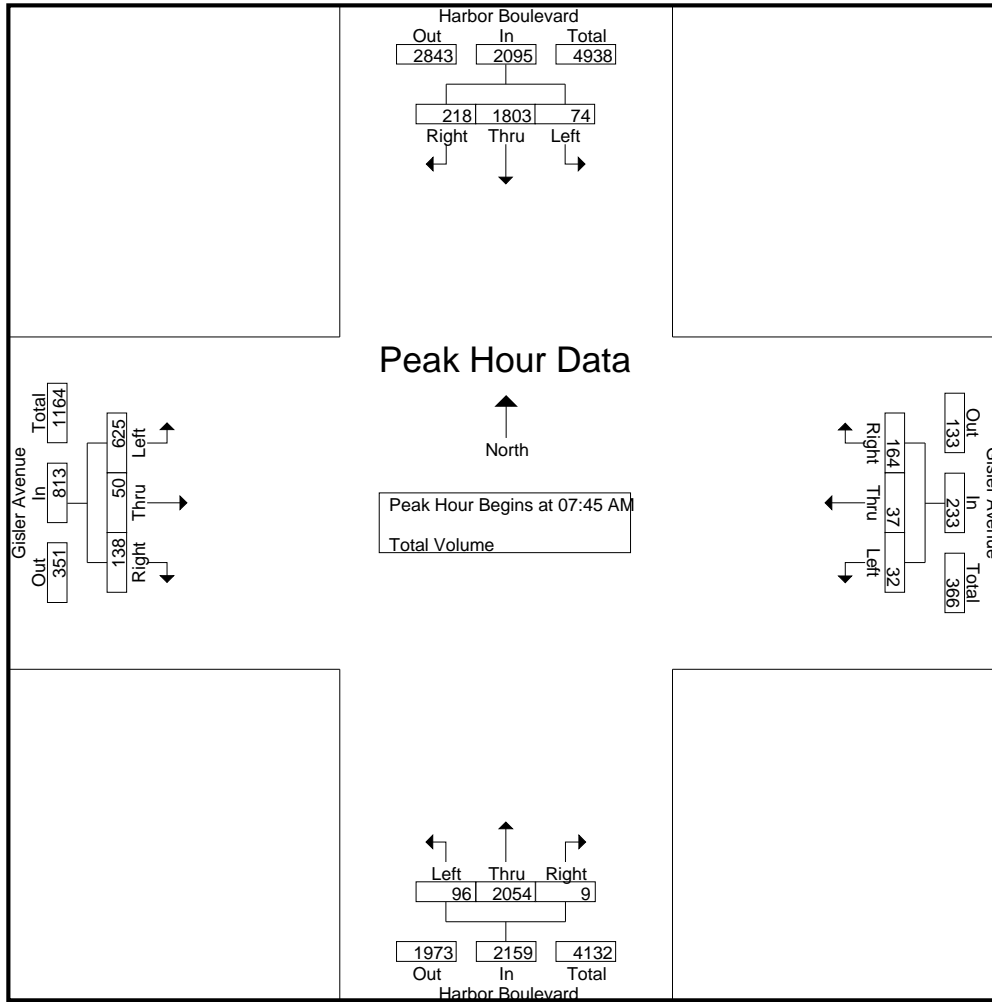 Harbor Boulevard
Out In Total
2843 2095 4938
218 1803 74
Right Thru Left
Peak Hour Data
North
Peak Hour Begins at 07:45 AM
Total Volume
Gisler Avenue
Out In Total
351 813 1164
138 50 625
Right Thru Left
Gisler Avenue
Out In Total
133 233 366
164 37 32
Right Thru Left
Left Thru Right
96 2054 9
1973 2159 4132
Out In Total
Harbor Boulevard